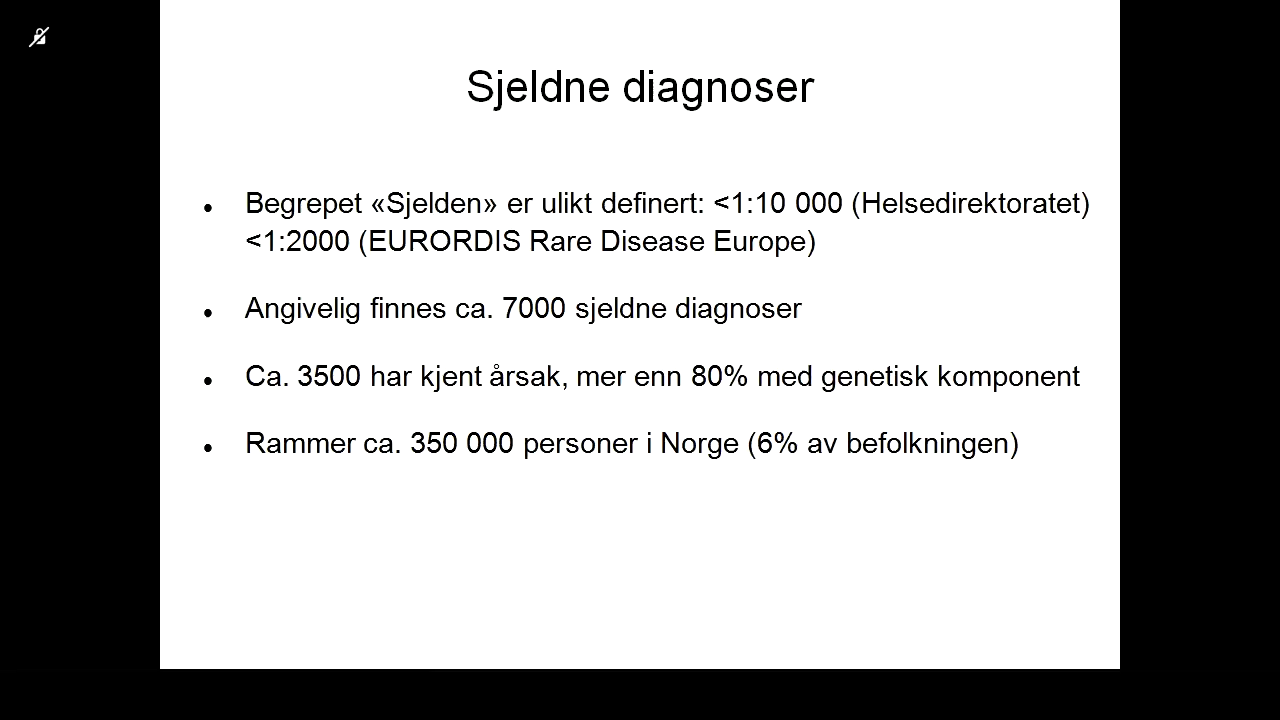 Sjeldne diagnoser
Begrepet «Sjelden» er ulikt definert: <1:10 000 (Helsedirektoratet)
<1:2000 (EURORDIS Rare Disease Europe)
Angivelig finnes ca. 7000 sjeldne diagnoser
Ca. 3500 har kjent årsak, mer enn 80% med genetisk komponent
Rammer ca. 350 000 personer i Norge (6% av befolkningen)